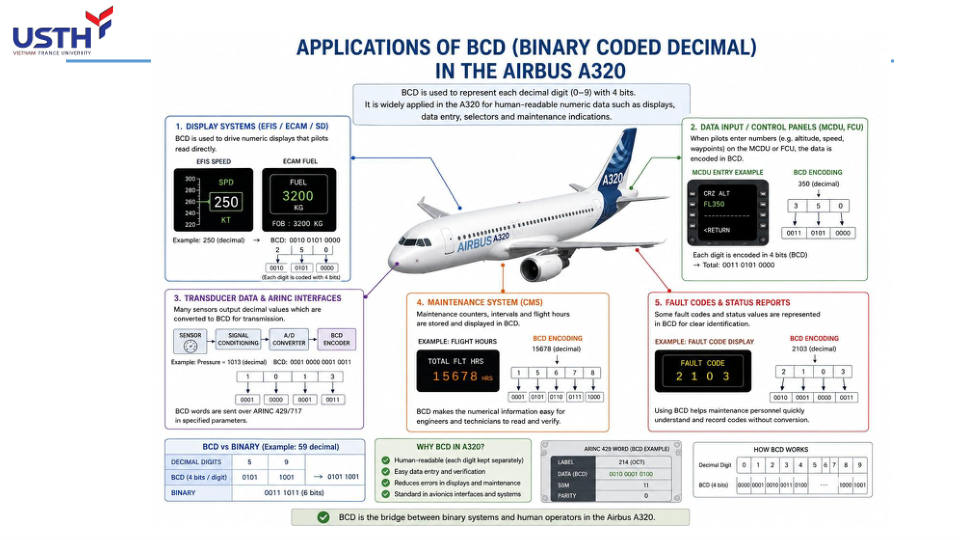 USTH
VIETNAM FRANCE UNIVERSITY
APPLICATIONS OF BCD (BINARY CODED DECIMAL)
IN THE AIRBUS A320
BCD is used to represent each decimal digit (0–9) with 4 bits.
It is widely applied in the A320 for human-readable numeric data such as displays,
data entry, selectors and maintenance indications.
1. DISPLAY SYSTEMS (EFIS / ECAM / SD)
BCD is used to drive numeric displays that pilots
read directly.
EFIS SPEED
ECAM FUEL
300
280
260
240
220
SPD
250
KT
FUEL
3200
KG
FOB : 3200 KG
Example: 250 (decimal) → BCD: 0010 0101 0000
2 5 0
0010 0101 0000
(Each digit is coded with 4 bits)
A320
AIRBUS A320
2. DATA INPUT / CONTROL PANELS (MCDU, FCU)
When pilots enter numbers (e.g. altitude, speed,
waypoints) on the MCDU or FCU, the data is
encoded in BCD.
MCDU ENTRY EXAMPLE
CRZ ALT
FL350
<RETURN
BCD ENCODING
350 (decimal)
3 5 0
0011 0101 0000
Each digit is encoded in 4 bits (BCD)
→ Total: 0011 0101 0000
3. TRANSDUCER DATA & ARINC INTERFACES
Many sensors output decimal values which are
converted to BCD for transmission.
SENSOR
SIGNAL
CONDITIONING
A/D
CONVERTER
BCD
ENCODER
Example: Pressure = 1013 (decimal) BCD: 0001 0000 0001 0011
1 0 1 3
0001 0000 0001 0011
BCD words are sent over ARINC 429/717
in specified parameters.
4. MAINTENANCE SYSTEM (CMS)
Maintenance counters, intervals and flight hours
are stored and displayed in BCD.
EXAMPLE: FLIGHT HOURS
TOTAL FLT HRS
15678 HRS
BCD ENCODING
15678 (decimal)
1 5 6 7 8
0001 0101 0110 0111 1000
BCD makes the numerical information easy for
engineers and technicians to read and verify.
5. FAULT CODES & STATUS REPORTS
Some fault codes and status values are represented
in BCD for clear identification.
EXAMPLE: FAULT CODE DISPLAY
FAULT CODE
2 1 0 3
BCD ENCODING
2103 (decimal)
2 1 0 3
0010 0001 0000 0011
Using BCD helps maintenance personnel quickly
understand and record codes without conversion.
BCD vs BINARY (Example: 59 decimal)
DECIMAL DIGITS 5 9
BCD (4 bits / digit) 0101 1001 → 0101 1001
BINARY 0011 1011 (6 bits)
WHY BCD IN A320?
Human-readable (each digit kept separately)
Easy data entry and verification
Reduces errors in displays and maintenance
Standard in avionics interfaces and systems
ARINC 429 WORD (BCD EXAMPLE)
LABEL 214 (OCT)
DATA (BCD) 0010 0001 0100
SSM 11
PARITY 0
HOW BCD WORKS
Decimal Digit 0 1 2 3 4 5 6 7 8 9
BCD (4 bits) 0000 0001 0010 0011 0100 ... 1000 1001
BCD is the bridge between binary systems and human operators in the Airbus A320.